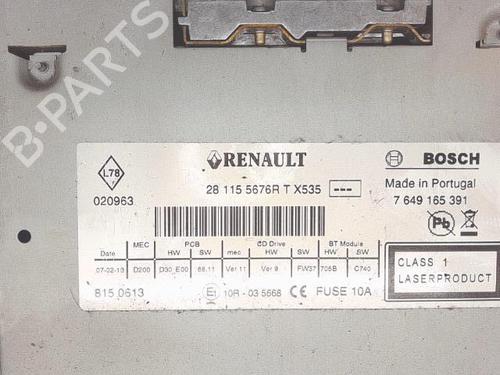 B-PARTS
L78
RENAULT
BOSCH
020963
28 115 5676R T X535
---
Made in Portugal
7 649 165 391
Pb
MEC PCB CD Drive BT Module
Date HW SW mec HW SW HW SW
07-02-13 D200 D30_E00 Ver 11 Ver 9 FW37 705B C740
815 0613
10R - 03 5668 CE FUSE 10A
CLASS 1
LASERPRODUCT